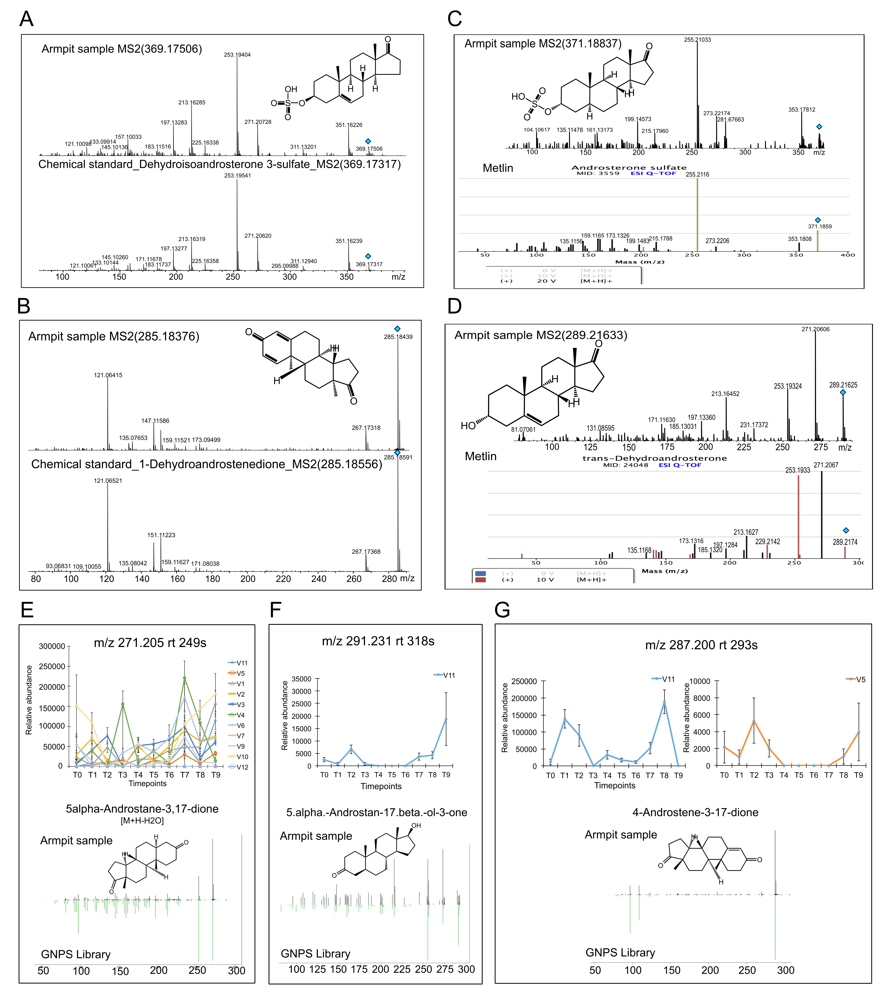 A
Armpit sample MS2(369.17506)
253.19404
O
H
H
H
OH
O=S-O
O
213.16285
197.13283
271.20728
351.16226
157.10033
121.10098
133.09914
145.10136
183.11516
225.16338
311.13201
369.17506
Chemical standard_Dehydroisoandrosterone 3-sulfate_MS2(369.17317)
253.19541
213.16319
271.20620
351.16239
197.13277
145.10260
171.11678
225.16358
311.12940
369.17317
121.10061
133.10144
183.11737
295.09988
100 150 200 250 300 350 m/z
C
Armpit sample MS2(371.18837)
255.21033
O
H
H
H
H
HO
O
S
O
O
353.17812
273.22174
281.67663
199.14573
104.10617
135.11478
161.13173
215.17960
100 150 200 250 300 350 m/z
Metlin
Androsterone sulfate
MID: 3559 ESI Q-TOF
255.2116
371.1859
159.1165
173.1326
135.1156
199.1483
215.1788
273.2206
353.1808
50 100 150 200 250 300 350 400
Mass (m/z)
(+) 0 V [M+H]+
(+) 10 V [M+H]+
(+) 20 V [M+H]+
B
Armpit sample MS2(285.18376)
285.18439
O
H
H
H
O
121.06415
147.11586
135.07653
159.11521
173.09499
267.17318
Chemical standard_1-Dehydroandrostenedione_MS2(285.18556)
285.18591
121.06521
151.11223
267.17368
93.06831
109.10055
135.08042
159.11627
171.08038
80 100 120 140 160 180 200 220 240 260 280 m/z
D
Armpit sample MS2(289.21633)
271.20606
O
H
H
H
HO
253.19324
289.21625
213.16452
171.11630
197.13360
185.13031
231.17372
131.08595
81.07061
100 125 150 175 200 225 250 275 m/z
Metlin
trans-Dehydroandrosterone
MID: 24048 ESI Q-TOF
253.1933
271.2067
213.1627
173.1316
197.1284
229.2142
289.2174
135.1168
185.1320
50 100 150 200 250 30
Mass (m/z)
(+) 0 V [M+H]+
(+) 10 V [M+H]+
E
m/z 271.205 rt 249s
Relative abundance
300000
250000
200000
150000
100000
50000
0
T0 T1 T2 T3 T4 T5 T6 T7 T8 T9
Timepoints
V11
V5
V1
V2
V3
V4
V6
V7
V9
V10
V12
5alpha-Androstane-3,17-dione
[M+H-H2O]
Armpit sample
H
O
H
H
H
O
GNPS Library
50 100 150 200 250 300
F
m/z 291.231 rt 318s
V11
Relative abundance
35000
30000
25000
20000
15000
10000
5000
0
T0 T1 T2 T3 T4 T5 T6 T7 T8 T9
Timepoints
5.alpha.-Androstan-17.beta.-ol-3-one
Armpit sample
OH
O
GNPS Library
100 125 150 175 200 225 250 275 300
G
m/z 287.200 rt 293s
V11
Relative abundance
250000
200000
150000
100000
50000
0
T0 T1 T2 T3 T4 T5 T6 T7 T8 T9
Timepoints
V5
Relative abundance
10000
8000
6000
4000
2000
0
T0 T1 T2 T3 T4 T5 T6 T7 T8 T9
4-Androstene-3-17-dione
Armpit sample
H
H
O
O
H
GNPS Library
50 100 150 200 250 300